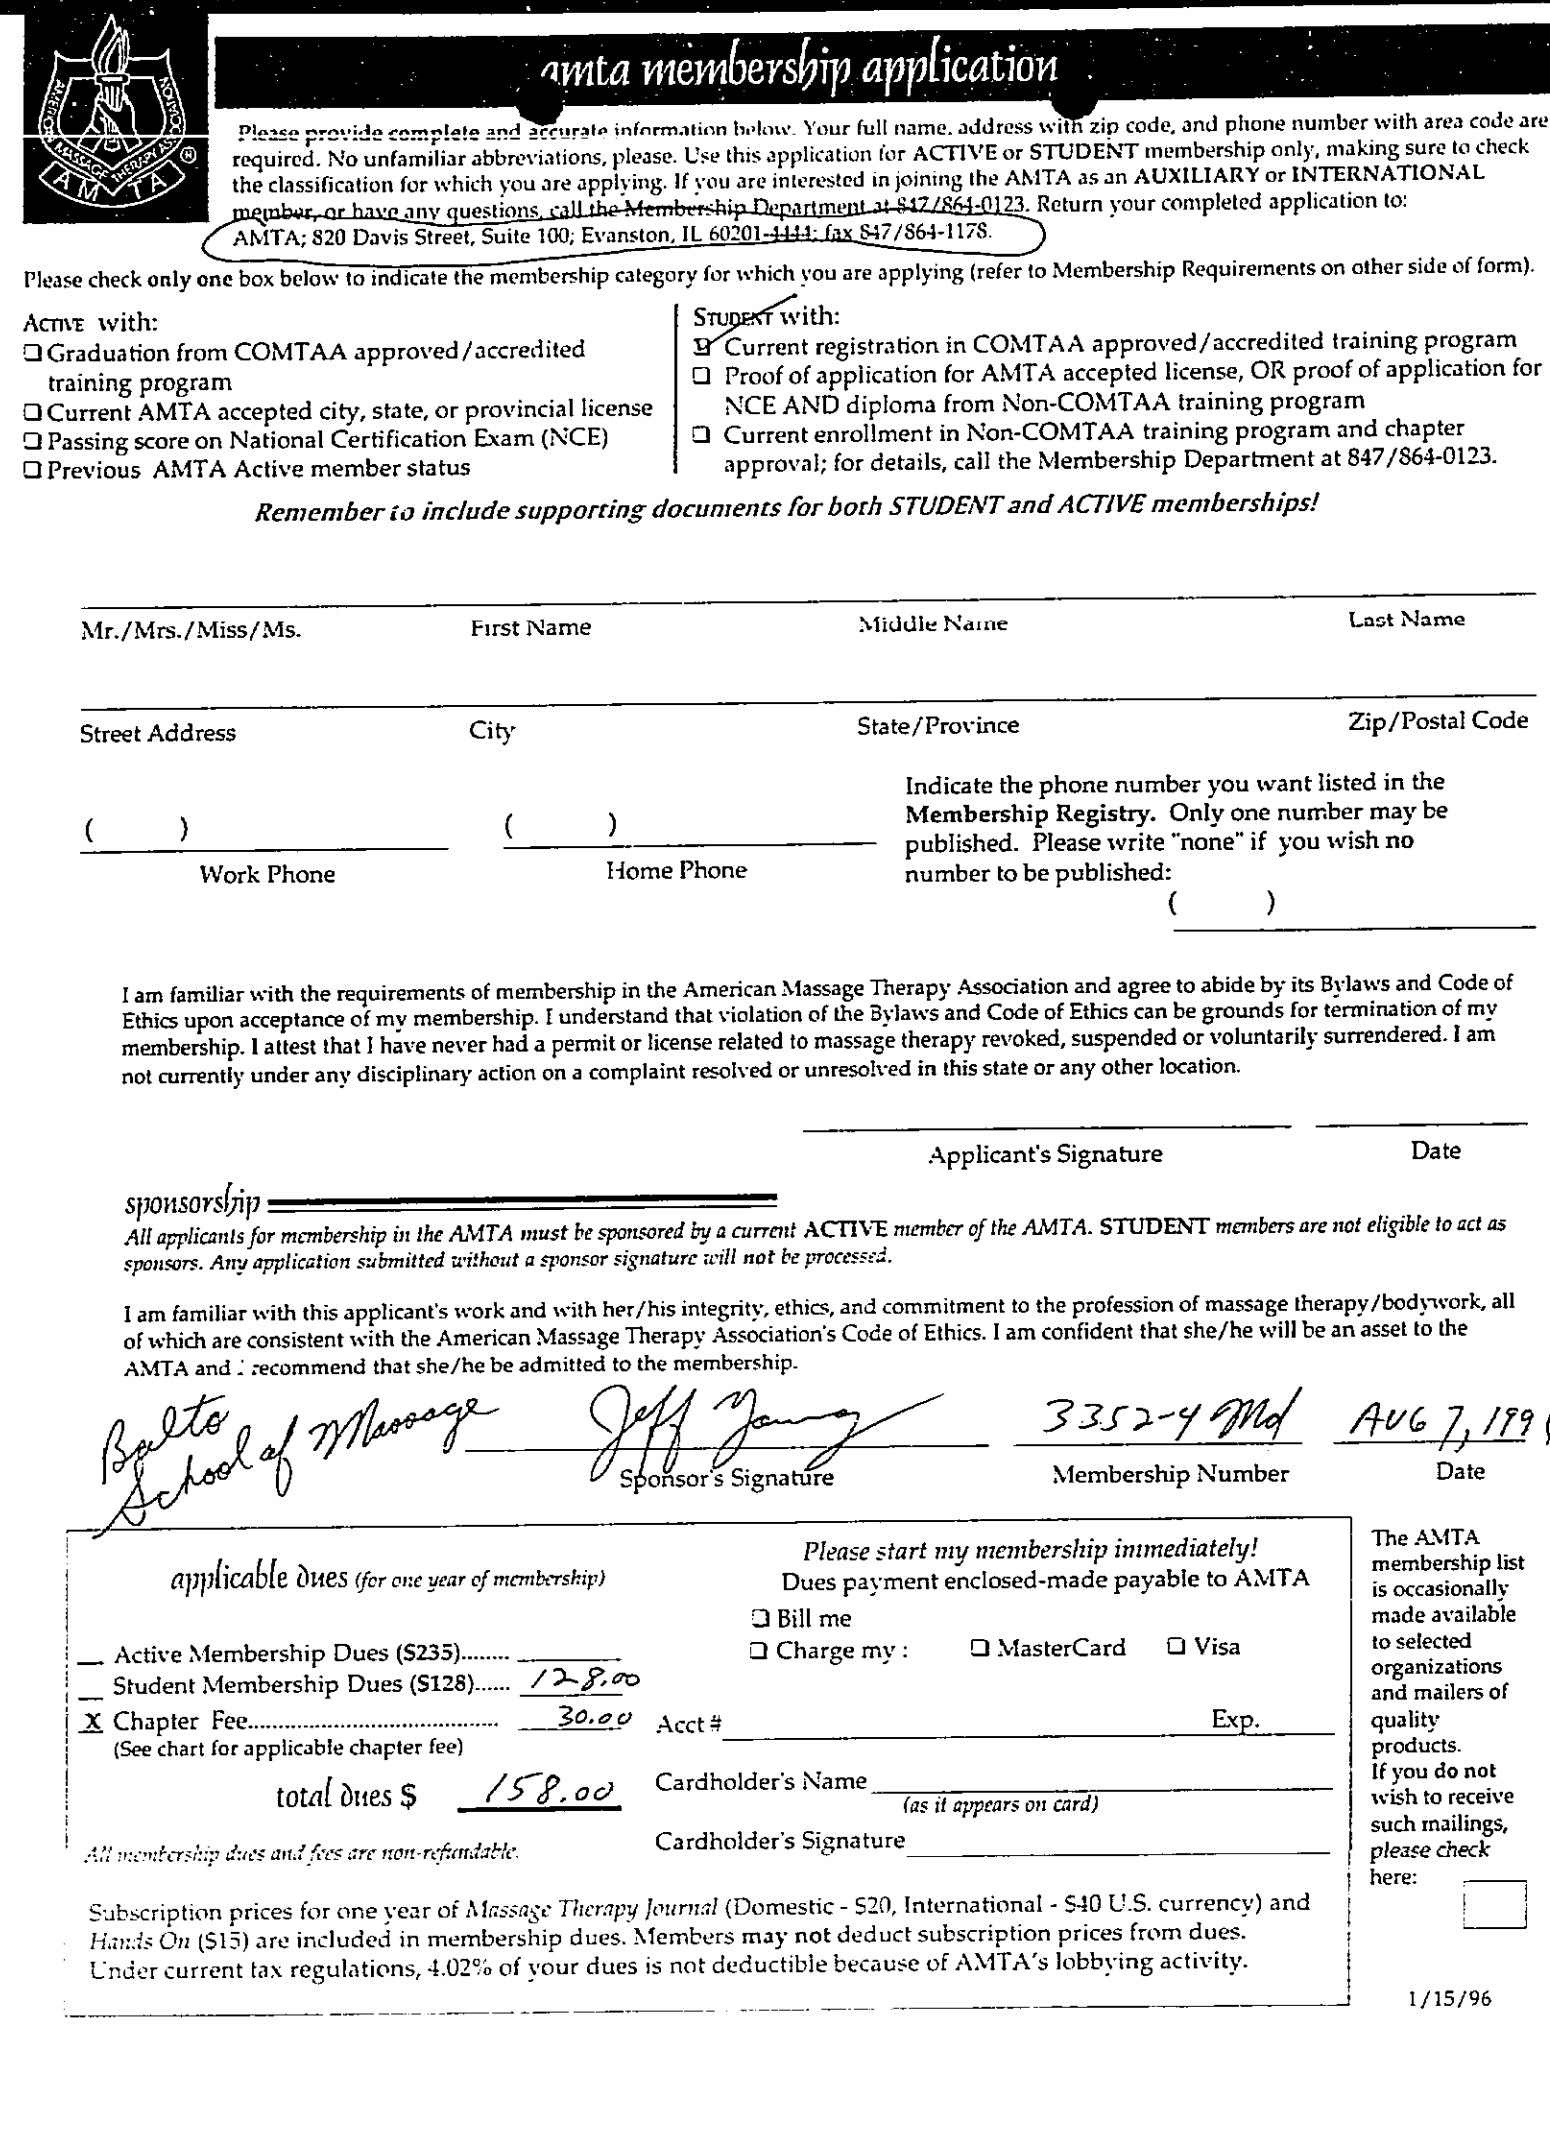 AMERICAN MASSAGE THERAPY ASSOCIATION
AMTA
®
amta membership application
Please provide complete and accurate information below. Your full name, address with zip code, and phone number with area code are
required. No unfamiliar abbreviations, please. Use this application for ACTIVE or STUDENT membership only, making sure to check
the classification for which you are applying. If you are interested in joining the AMTA as an AUXILIARY or INTERNATIONAL
member, or have any questions, call the Membership Department at 847/864-0123. Return your completed application to:
AMTA; 820 Davis Street, Suite 100; Evanston, IL 60201-4444; fax 847/864-1178.
Please check only one box below to indicate the membership category for which you are applying (refer to Membership Requirements on other side of form).
ACTIVE with:
Graduation from COMTAA approved/accredited
training program
Current AMTA accepted city, state, or provincial license
Passing score on National Certification Exam (NCE)
Previous AMTA Active member status
STUDENT with:
Current registration in COMTAA approved/accredited training program
Proof of application for AMTA accepted license, OR proof of application for
NCE AND diploma from Non-COMTAA training program
Current enrollment in Non-COMTAA training program and chapter
approval; for details, call the Membership Department at 847/864-0123.
Remember to include supporting documents for both STUDENT and ACTIVE memberships!
Mr./Mrs./Miss/Ms. First Name Middle Name Last Name
Street Address City State/Province Zip/Postal Code
( ) ( )
Work Phone Home Phone
Indicate the phone number you want listed in the
Membership Registry. Only one number may be
published. Please write "none" if you wish no
number to be published:
( )
I am familiar with the requirements of membership in the American Massage Therapy Association and agree to abide by its Bylaws and Code of
Ethics upon acceptance of my membership. I understand that violation of the Bylaws and Code of Ethics can be grounds for termination of my
membership. I attest that I have never had a permit or license related to massage therapy revoked, suspended or voluntarily surrendered. I am
not currently under any disciplinary action on a complaint resolved or unresolved in this state or any other location.
Applicant's Signature Date
sponsorship
All applicants for membership in the AMTA must be sponsored by a current ACTIVE member of the AMTA. STUDENT members are not eligible to act as
sponsors. Any application submitted without a sponsor signature will not be processed.
I am familiar with this applicant's work and with her/his integrity, ethics, and commitment to the profession of massage therapy/bodywork, all
of which are consistent with the American Massage Therapy Association's Code of Ethics. I am confident that she/he will be an asset to the
AMTA and I recommend that she/he be admitted to the membership.
Balto
School of Massage
Jeff Young 3352-4 Md AUG 7, 199
Sponsor's Signature Membership Number Date
applicable dues (for one year of membership)
Active Membership Dues ($235)........
Student Membership Dues ($128)...... 128.00
X Chapter Fee........................................ 30.00
(See chart for applicable chapter fee)
total dues $ 158.00
All membership dues and fees are non-refundable.
Please start my membership immediately!
Dues payment enclosed-made payable to AMTA
Bill me
Charge my : MasterCard Visa
Acct # Exp.
Cardholder's Name
(as it appears on card)
Cardholder's Signature
Subscription prices for one year of Massage Therapy Journal (Domestic - $20, International - $40 U.S. currency) and
Hands On ($15) are included in membership dues. Members may not deduct subscription prices from dues.
Under current tax regulations, 4.02% of your dues is not deductible because of AMTA's lobbying activity.
The AMTA
membership list
is occasionally
made available
to selected
organizations
and mailers of
quality
products.
If you do not
wish to receive
such mailings,
please check
here:
1/15/96